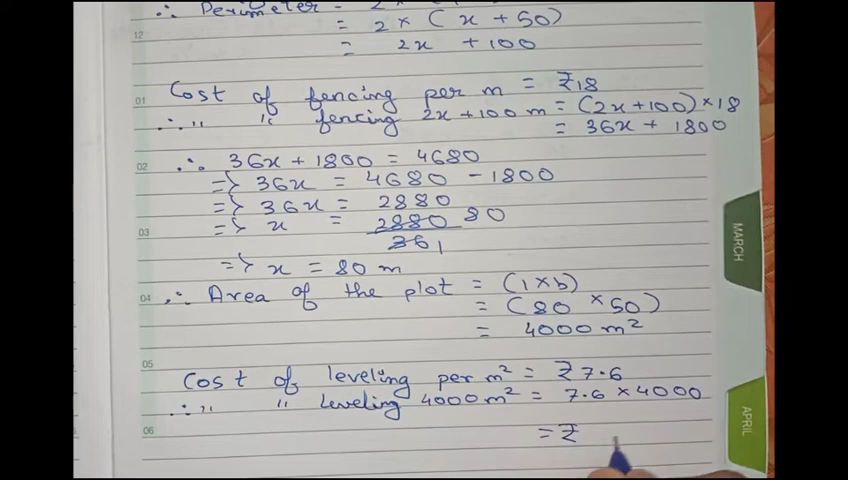 ∴ Perimeter = 2 ×
= 2 × ( x + 50)
= 2x + 100
12
Cost of fencing per m = ₹18
01
∴ " " fencing 2x+100 m = (2x+100)×18
= 36x + 1800
02
∴ 36x + 1800 = 4680
=> 36x = 4680 - 1800
=> 36x = 2880
=> x = 2880 80
03
361
=> x = 80 m
04
∴ Area of the plot = (l×b)
= (80 × 50)
= 4000 m²
05
Cost of leveling per m² = ₹7.6
∴ " " leveling 4000 m² = 7.6 × 4000
06
= ₹
MARCH
APRIL